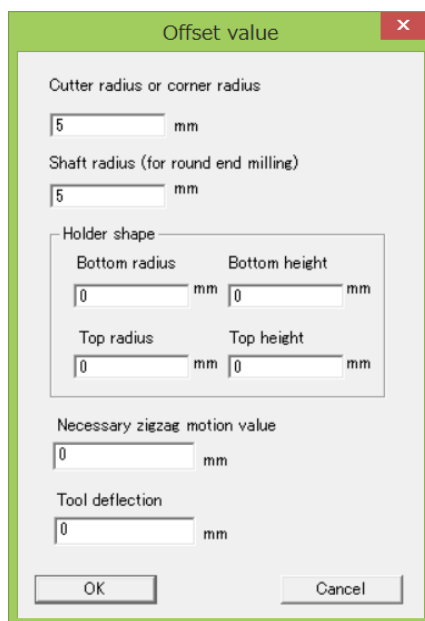 Offset value
x
Cutter radius or corner radius
5 mm
Shaft radius (for round end milling)
5 mm
Holder shape
Bottom radius Bottom height
0 mm 0 mm
Top radius Top height
0 mm 0 mm
Necessary zigzag motion value
0 mm
Tool deflection
0 mm
OK Cancel